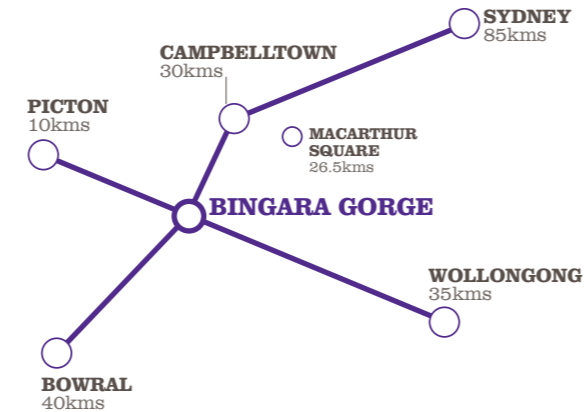 SYDNEY
85kms
CAMPBELLTOWN
30kms
PICTON
10kms
MACARTHUR
SQUARE
26.5kms
BINGARA GORGE
WOLLONGONG
35kms
BOWRAL
40kms